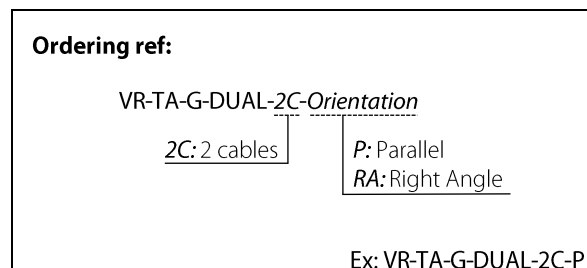 Ordering ref:
VR-TA-G-DUAL-2C-Orientation
2C: 2 cables
P: Parallel
RA: Right Angle
Ex: VR-TA-G-DUAL-2C-P